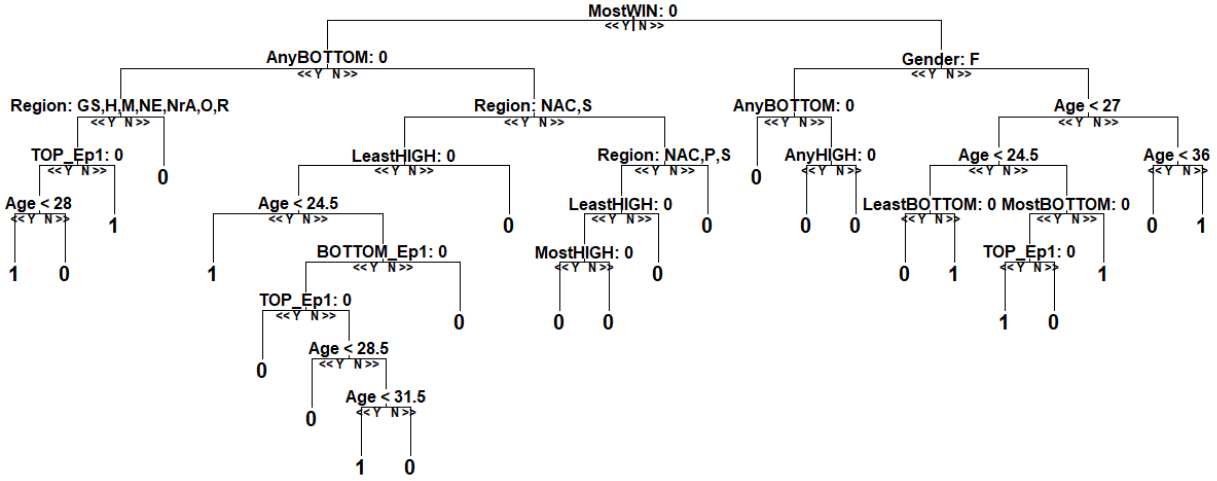 MostWIN: 0
<< Y N >>
AnyBOTTOM: 0 Gender: F
<< Y N >> << Y N >>
Region: GS,H,M,NE,NrA,O,R Region: NAC,S AnyBOTTOM: 0 Age < 27
<< Y N >> << Y N >> << Y N >> << Y N >>
TOP_Ep1: 0 0 LeastHIGH: 0 Region: NAC,P,S 0 AnyHIGH: 0 Age < 24.5 Age < 36
<< Y N >> << Y N >> << Y N >> << Y N >> << Y N >> << Y N >>
Age < 28 1 Age < 24.5 0 LeastHIGH: 0 0 0 0 LeastBOTTOM: 0 MostBOTTOM: 0 0 1
<< Y N >> << Y N >> << Y N >> << Y N >> << Y N >>
1 0 1 BOTTOM_Ep1: 0 MostHIGH: 0 0 0 1 TOP_Ep1: 0 1
<< Y N >> << Y N >> << Y N >>
TOP_Ep1: 0 0 0 0 1 0
<< Y N >>
0 Age < 28.5
<< Y N >>
0 Age < 31.5
<< Y N >>
1 0